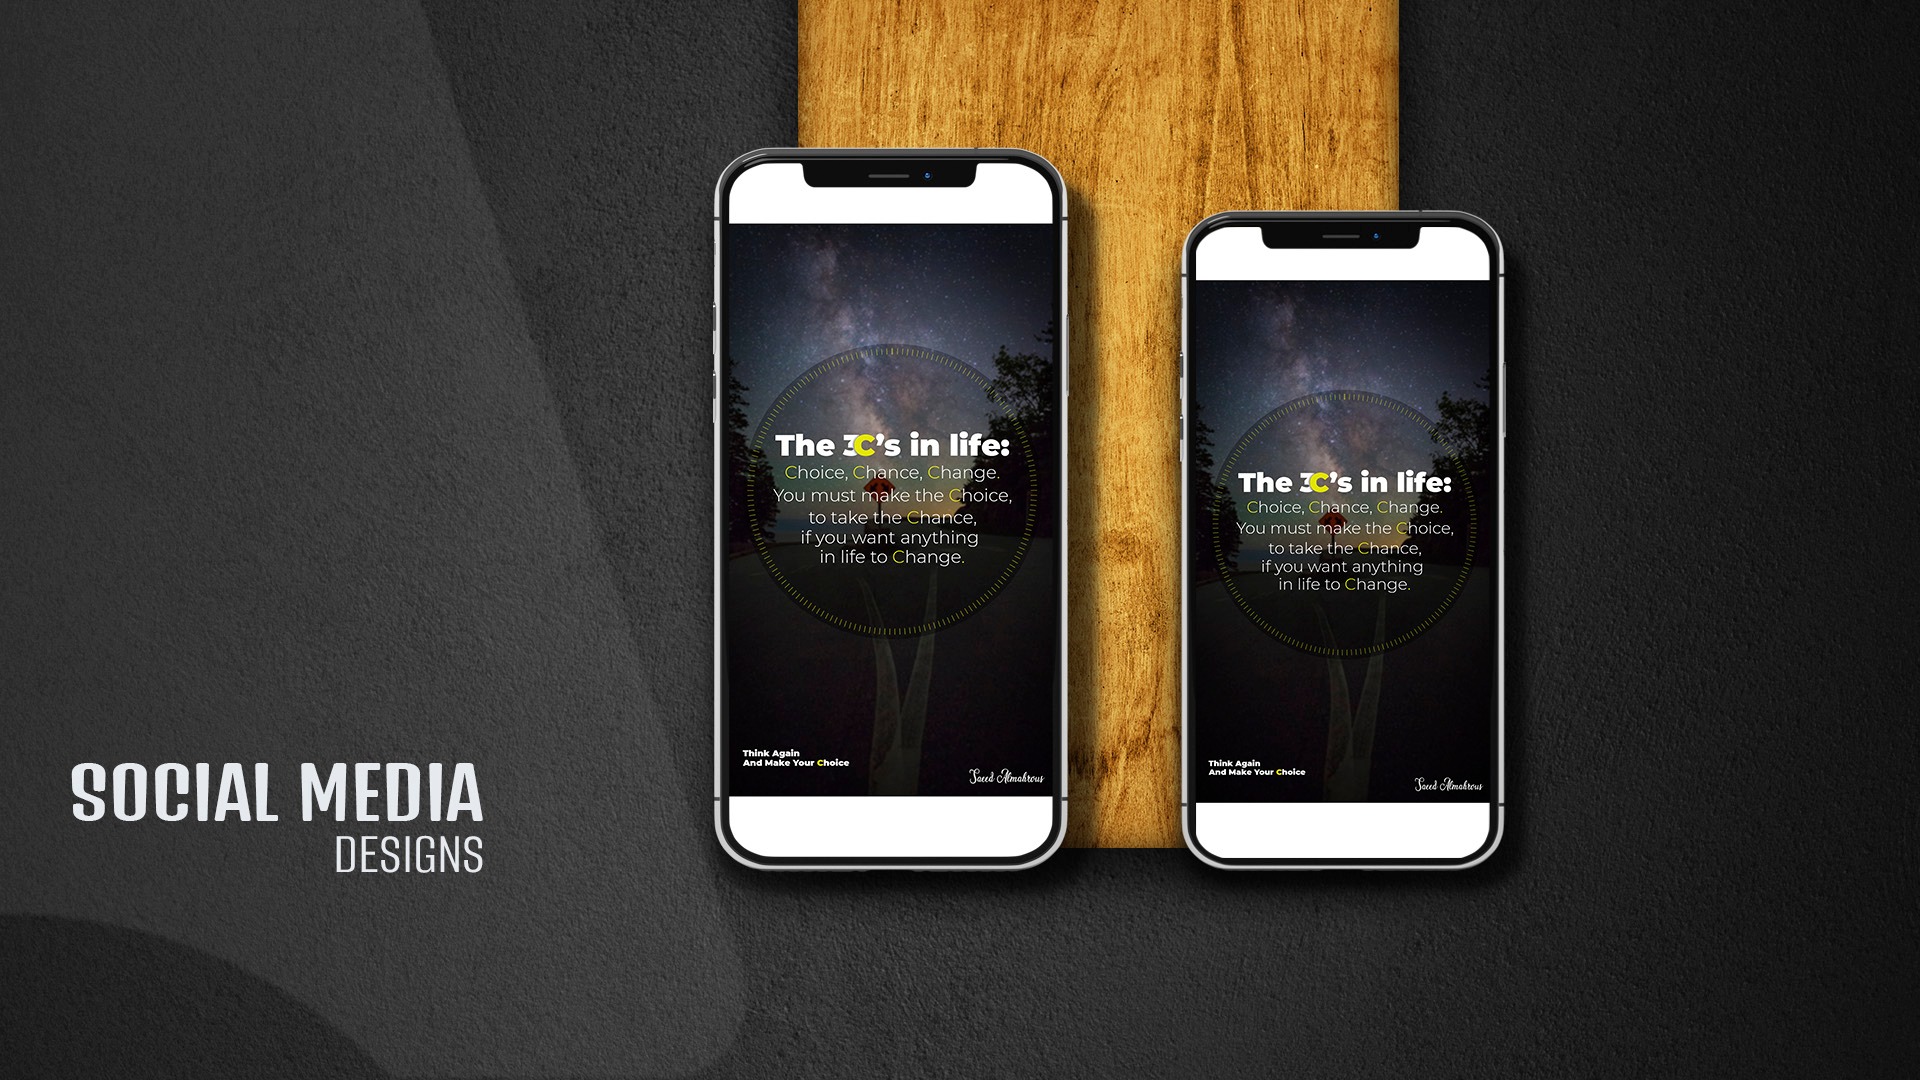 SOCIAL MEDIA
DESIGNS
The 3C's in life:
Choice, Chance, Change.
You must make the Choice,
to take the Chance,
if you want anything
in life to Change.
Think Again
And Make Your Choice
Saeed Almahrous
The 3C's in life:
Choice, Chance, Change.
You must make the Choice,
to take the Chance,
if you want anything
in life to Change.
Think Again
And Make Your Choice
Saeed Almahrous